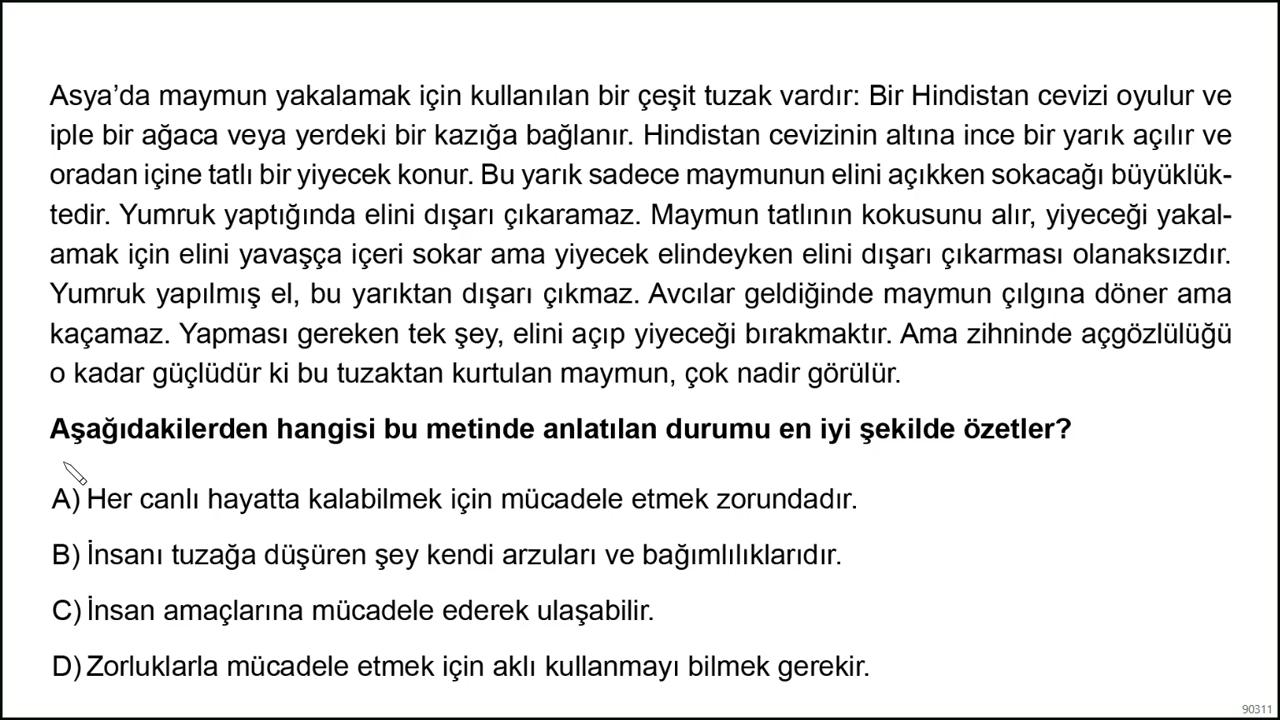 Asya’da maymun yakalamak için kullanılan bir çeşit tuzak vardır: Bir Hindistan cevizi oyulur ve
iple bir ağaca veya yerdeki bir kazığa bağlanır. Hindistan cevizinin altına ince bir yarık açılır ve
oradan içine tatlı bir yiyecek konur. Bu yarık sadece maymunun elini açıkken sokacağı büyüklük-
tedir. Yumruk yaptığında elini dışarı çıkaramaz. Maymun tatlının kokusunu alır, yiyeceği yakal-
amak için elini yavaşça içeri sokar ama yiyecek elindeyken elini dışarı çıkarması olanaksızdır.
Yumruk yapılmış el, bu yarıktan dışarı çıkmaz. Avcılar geldiğinde maymun çılgına döner ama
kaçamaz. Yapması gereken tek şey, elini açıp yiyeceği bırakmaktır. Ama zihninde açgözlülüğü
o kadar güçlüdür ki bu tuzaktan kurtulan maymun, çok nadir görülür.
Aşağıdakilerden hangisi bu metinde anlatılan durumu en iyi şekilde özetler?
A) Her canlı hayatta kalabilmek için mücadele etmek zorundadır.
B) İnsanı tuzağa düşüren şey kendi arzuları ve bağımlılıklarıdır.
C) İnsan amaçlarına mücadele ederek ulaşabilir.
D) Zorluklarla mücadele etmek için aklı kullanmayı bilmek gerekir.
90311